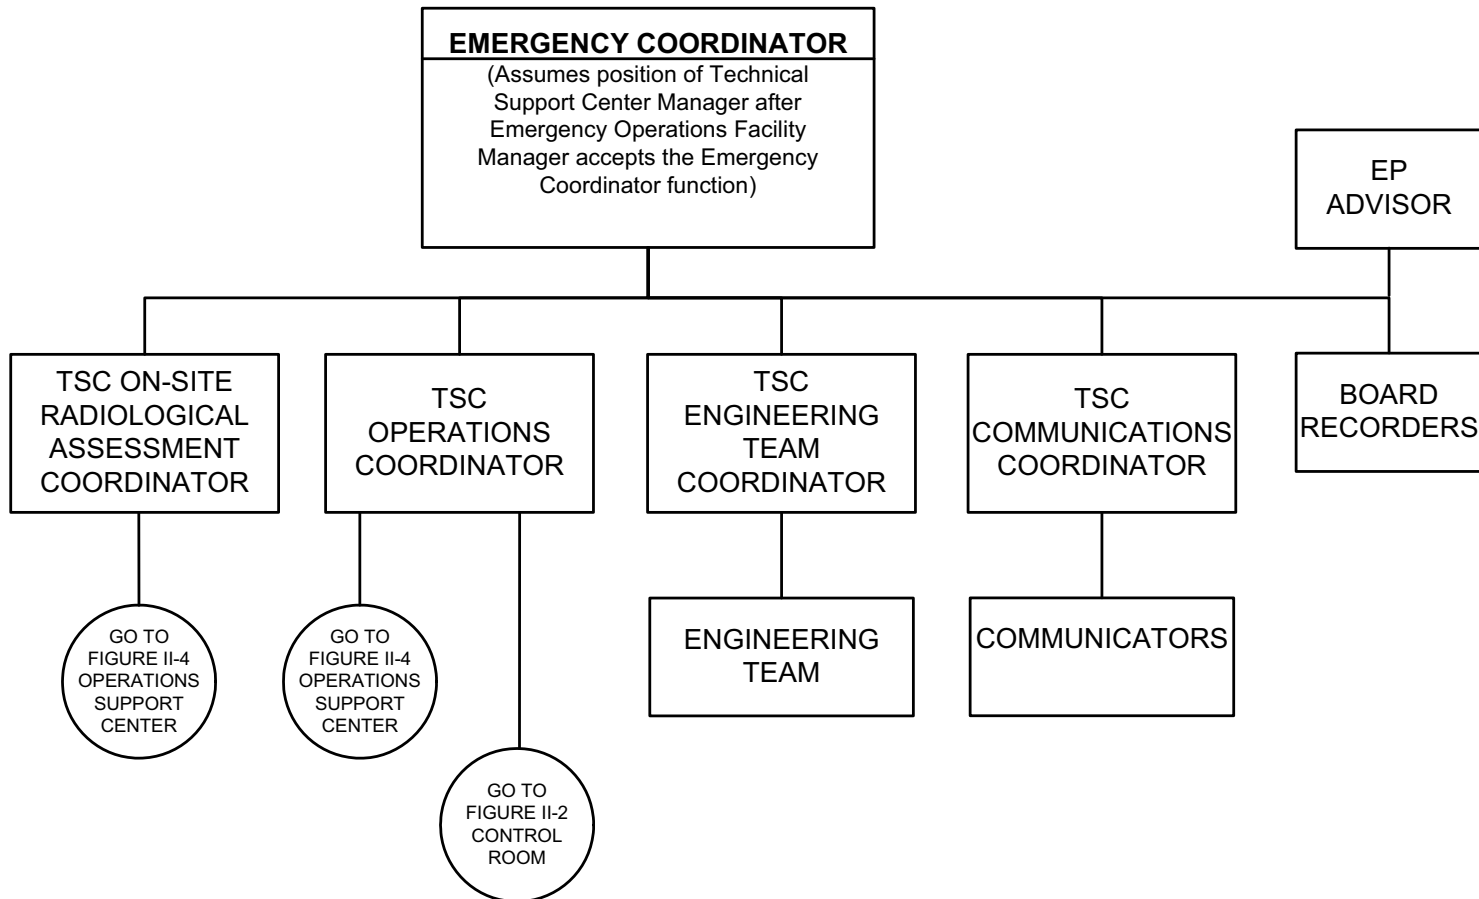 EMERGENCY COORDINATOR
(Assumes position of Technical
Support Center Manager after
Emergency Operations Facility
Manager accepts the Emergency
Coordinator function)
EP
ADVISOR
TSC ON-SITE
RADIOLOGICAL
ASSESSMENT
COORDINATOR
TSC
OPERATIONS
COORDINATOR
TSC
ENGINEERING
TEAM
COORDINATOR
TSC
COMMUNICATIONS
COORDINATOR
BOARD
RECORDERS
GO TO
FIGURE II-4
OPERATIONS
SUPPORT
CENTER
GO TO
FIGURE II-4
OPERATIONS
SUPPORT
CENTER
GO TO
FIGURE II-2
CONTROL
ROOM
ENGINEERING
TEAM
COMMUNICATORS